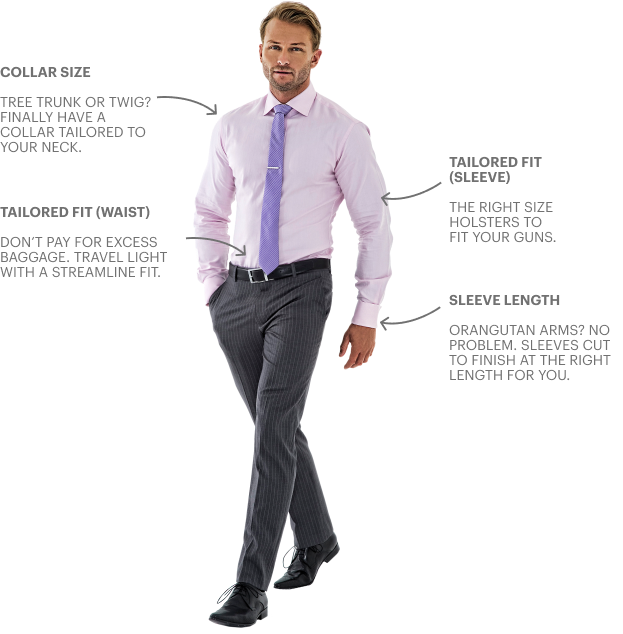 COLLAR SIZE
TREE TRUNK OR TWIG?
FINALLY HAVE A
COLLAR TAILORED TO
YOUR NECK.
TAILORED FIT (WAIST)
DON’T PAY FOR EXCESS
BAGGAGE. TRAVEL LIGHT
WITH A STREAMLINE FIT.
TAILORED FIT
(SLEEVE)
THE RIGHT SIZE
HOLSTERS TO
FIT YOUR GUNS.
SLEEVE LENGTH
ORANGUTAN ARMS? NO
PROBLEM. SLEEVES CUT
TO FINISH AT THE RIGHT
LENGTH FOR YOU.